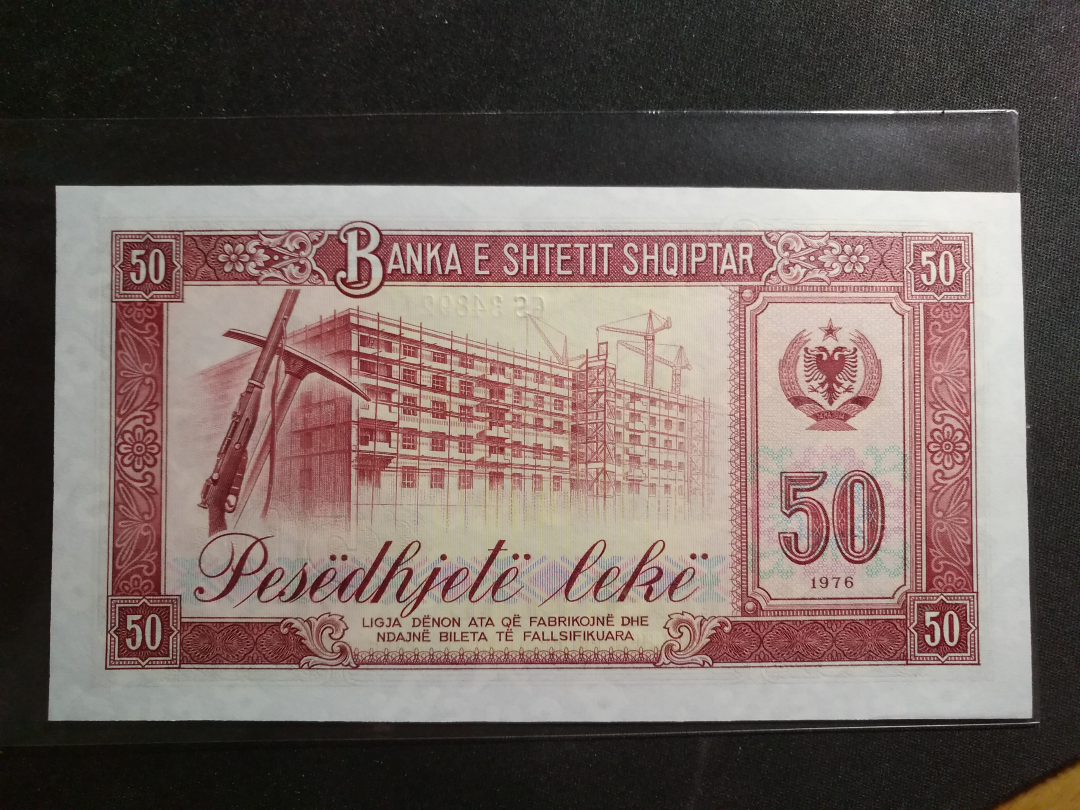 50 BANKA E SHTETIT SHQIPTAR 50
50
Pesëdhjetë lekë
1976
50 LIGJA DËNON ATA QË FABRIKOJNË DHE 50
NDAJNË BILETA TË FALLSIFIKUARA